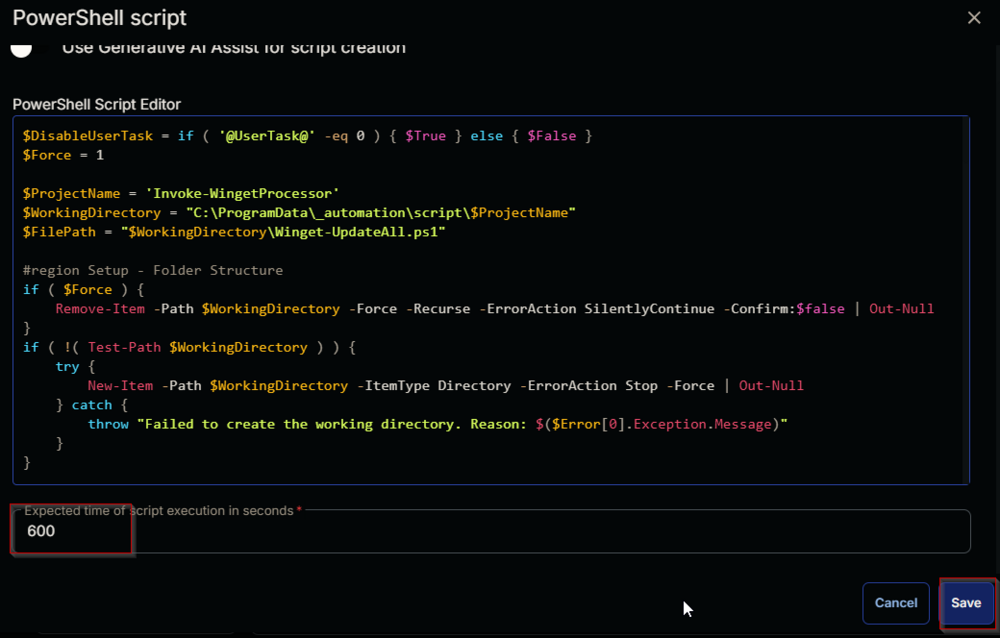 PowerShell script
Use Generative AI Assist for script creation
PowerShell Script Editor
$DisableUserTask = if ( '@UserTask@' -eq 0 ) { $True } else { $False }
$Force = 1
$ProjectName = 'Invoke-WingetProcessor'
$WorkingDirectory = "C:\ProgramData\_automation\script\$ProjectName"
$FilePath = "$WorkingDirectory\Winget-UpdateAll.ps1"
#region Setup - Folder Structure
if ( $Force ) {
    Remove-Item -Path $WorkingDirectory -Force -Recurse -ErrorAction SilentlyContinue -Confirm:$false | Out-Null
}
if ( !( Test-Path $WorkingDirectory ) ) {
    try {
        New-Item -Path $WorkingDirectory -ItemType Directory -ErrorAction Stop -Force | Out-Null
    } catch {
        throw "Failed to create the working directory. Reason: $($Error[0].Exception.Message)"
    }
}
Expected time of script execution in seconds *
600
Cancel
Save